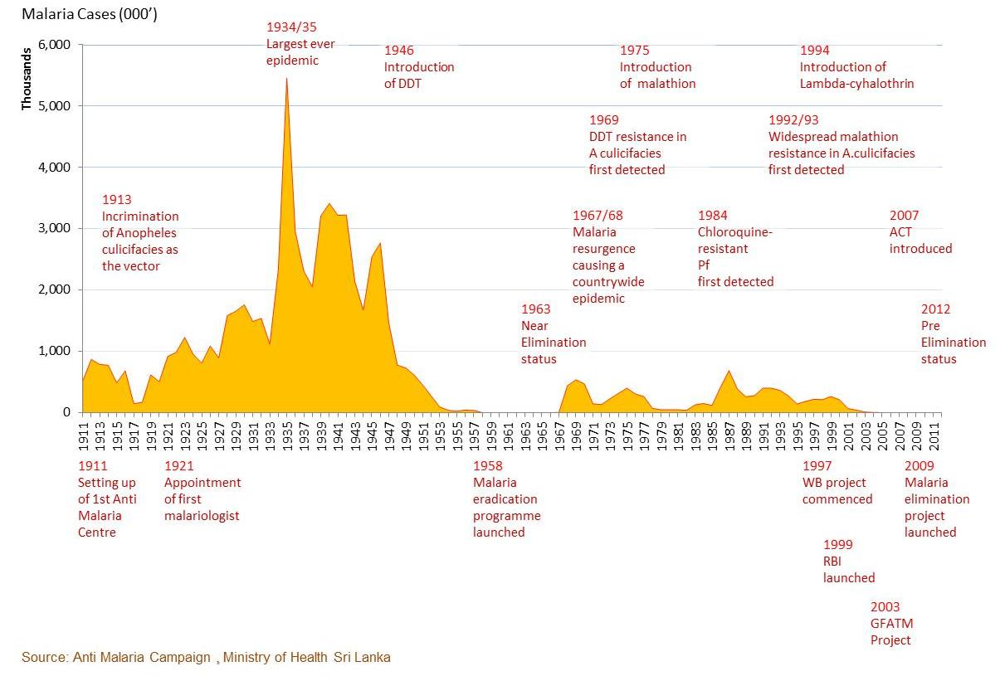 Malaria Cases (000’)
Thousands
6,000
5,000
4,000
3,000
2,000
1,000
0
1934/35
Largest ever
epidemic
1946
Introduction
of DDT
1975
Introduction
of malathion
1994
Introduction of
Lambda-cyhalothrin
1969
DDT resistance in
A culicifacies
first detected
1992/93
Widespread malathion
resistance in A.culicifacies
first detected
1913
Incrimination
of Anopheles
culicifacies as
the vector
1967/68
Malaria
resurgence
causing a
countrywide
epidemic
1984
Chloroquine-
resistant
Pf
first detected
2007
ACT
introduced
1963
Near
Elimination
status
2012
Pre
Elimination
status
1911
1913
1915
1917
1919
1921
1923
1925
1927
1929
1931
1933
1935
1937
1939
1941
1943
1945
1947
1949
1951
1953
1955
1957
1959
1961
1963
1965
1967
1969
1971
1973
1975
1977
1979
1981
1983
1985
1987
1989
1991
1993
1995
1997
1999
2001
2003
2005
2007
2009
2011
1911
Setting up
of 1st Anti
Malaria
Centre
1921
Appointment
of first
malariologist
1958
Malaria
eradication
programme
launched
1997
WB project
commenced
2009
Malaria
elimination
project
launched
1999
RBI
launched
2003
GFATM
Project
Source: Anti Malaria Campaign , Ministry of Health Sri Lanka